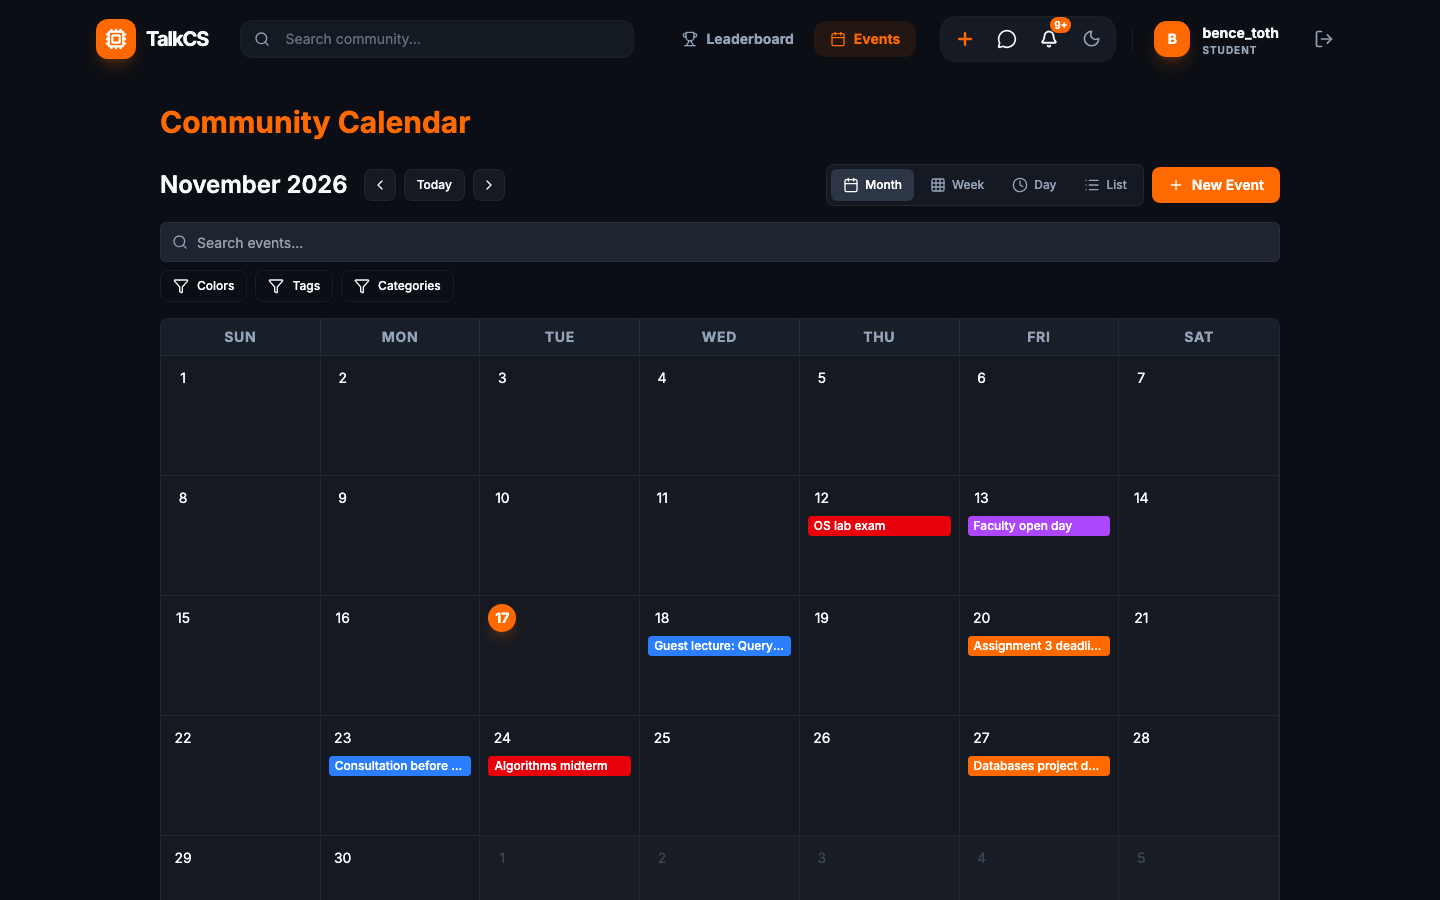 TalkCS
Search community...
Leaderboard
Events
9+
B
bench_toth
STUDENT
Community Calendar
November 2026
Today
Month
Week
Day
List
New Event
Search events...
Colors
Tags
Categories
SUN MON TUE WED THU FRI SAT
1 2 3 4 5 6 7
8 9 10 11 12 13 14
OS lab exam
Faculty open day
15 16 17 18 19 20 21
Guest lecture: Query...
Assignment 3 deadli...
22 23 24 25 26 27 28
Consultation before ...
Algorithms midterm
Databases project d...
29 30 1 2 3 4 5